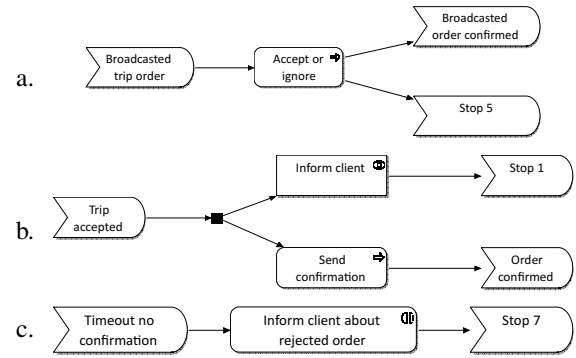 a.
Broadcasted
trip order
Accept or
ignore
Broadcasted
order confirmed
Stop 5
b.
Trip
accepted
Inform client
Stop 1
Send
confirmation
Order
confirmed
c.
Timeout no
confirmation
Inform client about
rejected order
Stop 7